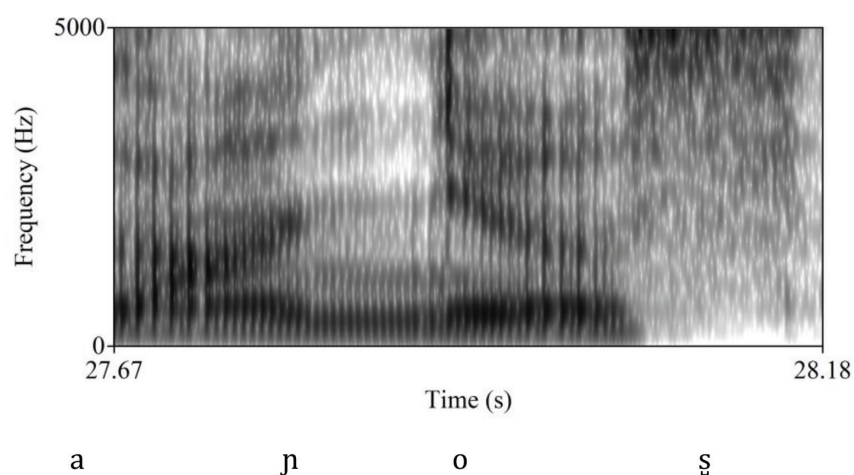 5000
Frequency (Hz)
0
27.67
28.18
Time (s)
a ɲ o s̺